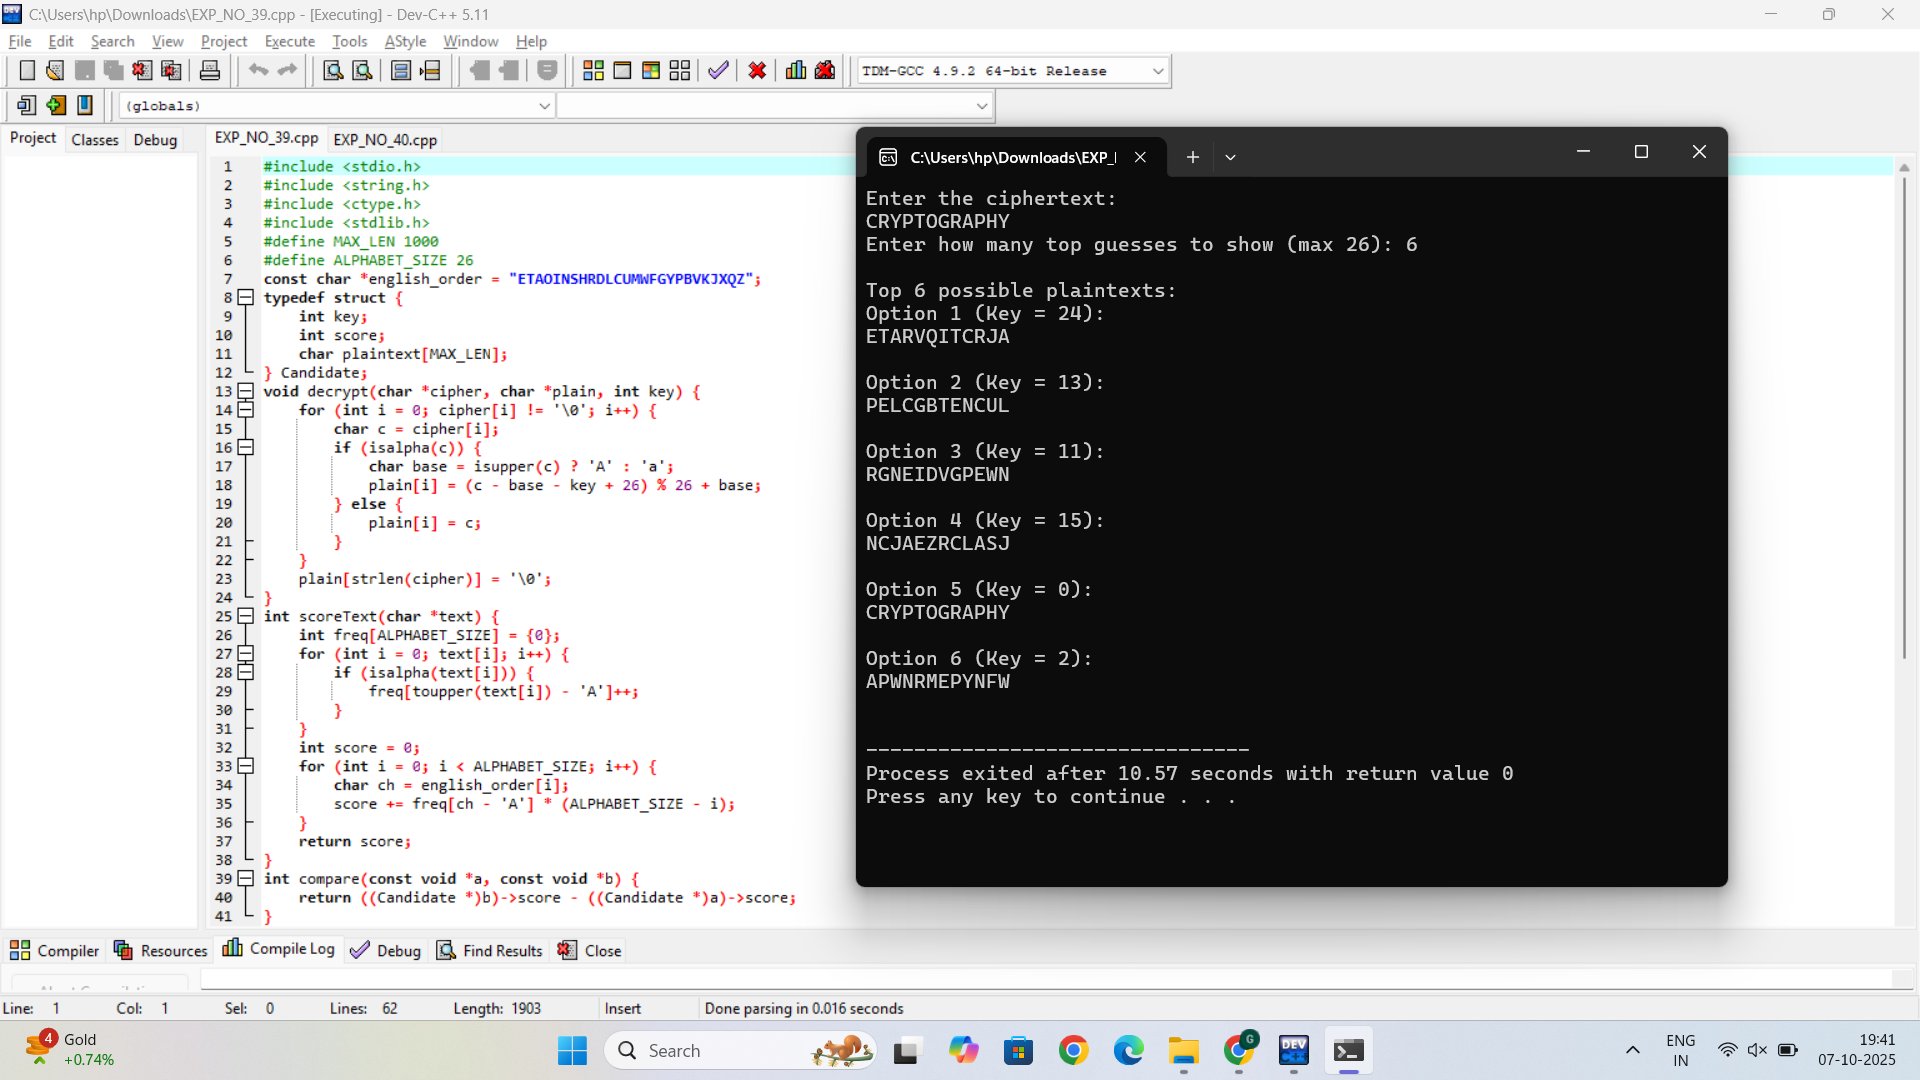 C:\Users\hp\Downloads\EXP_NO_39.cpp - [Executing] - Dev-C++ 5.11
File Edit Search View Project Execute Tools AStyle Window Help
TDM-GCC 4.9.2 64-bit Release
(globals)
Project Classes Debug
EXP_NO_39.cpp EXP_NO_40.cpp
1 #include <stdio.h>
2 #include <string.h>
3 #include <ctype.h>
4 #include <stdlib.h>
5 #define MAX_LEN 1000
6 #define ALPHABET_SIZE 26
7 const char *english_order = "ETAOINSHRDLCUMWFGYPBVKJXQZ";
8 typedef struct {
9 int key;
10 int score;
11 char plaintext[MAX_LEN];
12 } Candidate;
13 void decrypt(char *cipher, char *plain, int key) {
14 for (int i = 0; cipher[i] != '\0'; i++) {
15 char c = cipher[i];
16 if (isalpha(c)) {
17 char base = isupper(c) ? 'A' : 'a';
18 plain[i] = (c - base - key + 26) % 26 + base;
19 } else {
20 plain[i] = c;
21 }
22 }
23 plain[strlen(cipher)] = '\0';
24 }
25 int scoreText(char *text) {
26 int freq[ALPHABET_SIZE] = {0};
27 for (int i = 0; text[i]; i++) {
28 if (isalpha(text[i])) {
29 freq[toupper(text[i]) - 'A']++;
30 }
31 }
32 int score = 0;
33 for (int i = 0; i < ALPHABET_SIZE; i++) {
34 char ch = english_order[i];
35 score += freq[ch - 'A'] * (ALPHABET_SIZE - i);
36 }
37 return score;
38 }
39 int compare(const void *a, const void *b) {
40 return ((Candidate *)b)->score - ((Candidate *)a)->score;
41 }
C:\Users\hp\Downloads\EXP_
Enter the ciphertext:
CRYPTOGRAPHY
Enter how many top guesses to show (max 26): 6
Top 6 possible plaintexts:
Option 1 (Key = 24):
ETARVQITCRJA
Option 2 (Key = 13):
PELCGBTENCUL
Option 3 (Key = 11):
RGNEIDVGPEWN
Option 4 (Key = 15):
NCJAEZRCLASJ
Option 5 (Key = 0):
CRYPTOGRAPHY
Option 6 (Key = 2):
APWNRMEPYNFW
--------------------------------
Process exited after 10.57 seconds with return value 0
Press any key to continue . . .
Compiler Resources Compile Log Debug Find Results Close
Line: 1 Col: 1 Sel: 0 Lines: 62 Length: 1903 Insert Done parsing in 0.016 seconds
4 Gold
+0.74%
Search
G
DEV
ENG
IN
19:41
07-10-2025